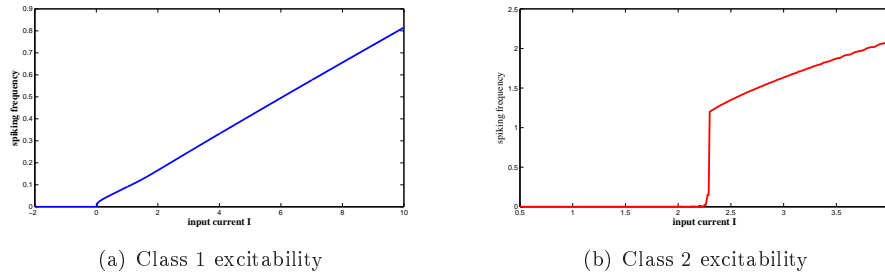 0.9
0.8
0.7
0.6
0.5
0.4
0.3
0.2
0.1
0
-2 0 2 4 6 8 10
spiking frequency
input current I
(a) Class 1 excitability
2.5
2
1.5
1
0.5
0
0.5 1 1.5 2 2.5 3 3.5 4
spiking frequency
input current I
(b) Class 2 excitability